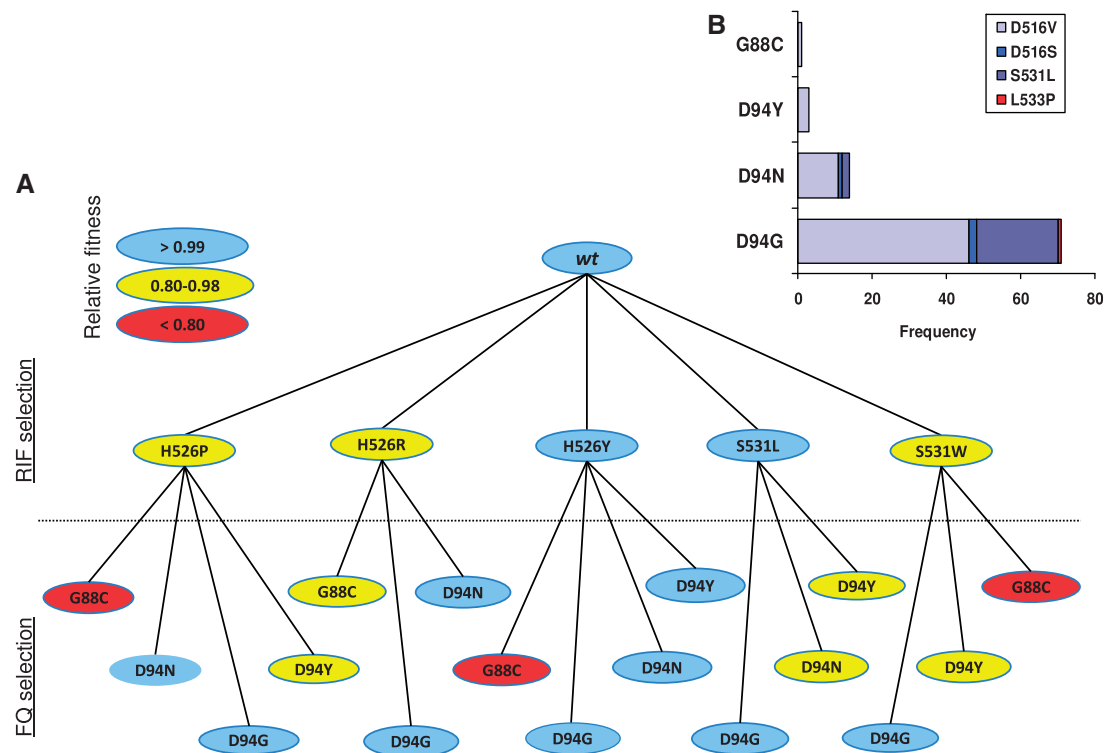 B
G88C
D94Y
D94N
D94G
0
20
40
60
80
Frequency
D516V
D516S
S531L
L533P
A
Relative fitness
> 0.99
0.80-0.98
< 0.80
wt
RIF selection
H526P
H526R
H526Y
S531L
S531W
FQ selection
G88C
G88C
D94N
D94Y
D94Y
G88C
D94N
D94Y
G88C
D94N
D94N
D94Y
D94G
D94G
D94G
D94G
D94G